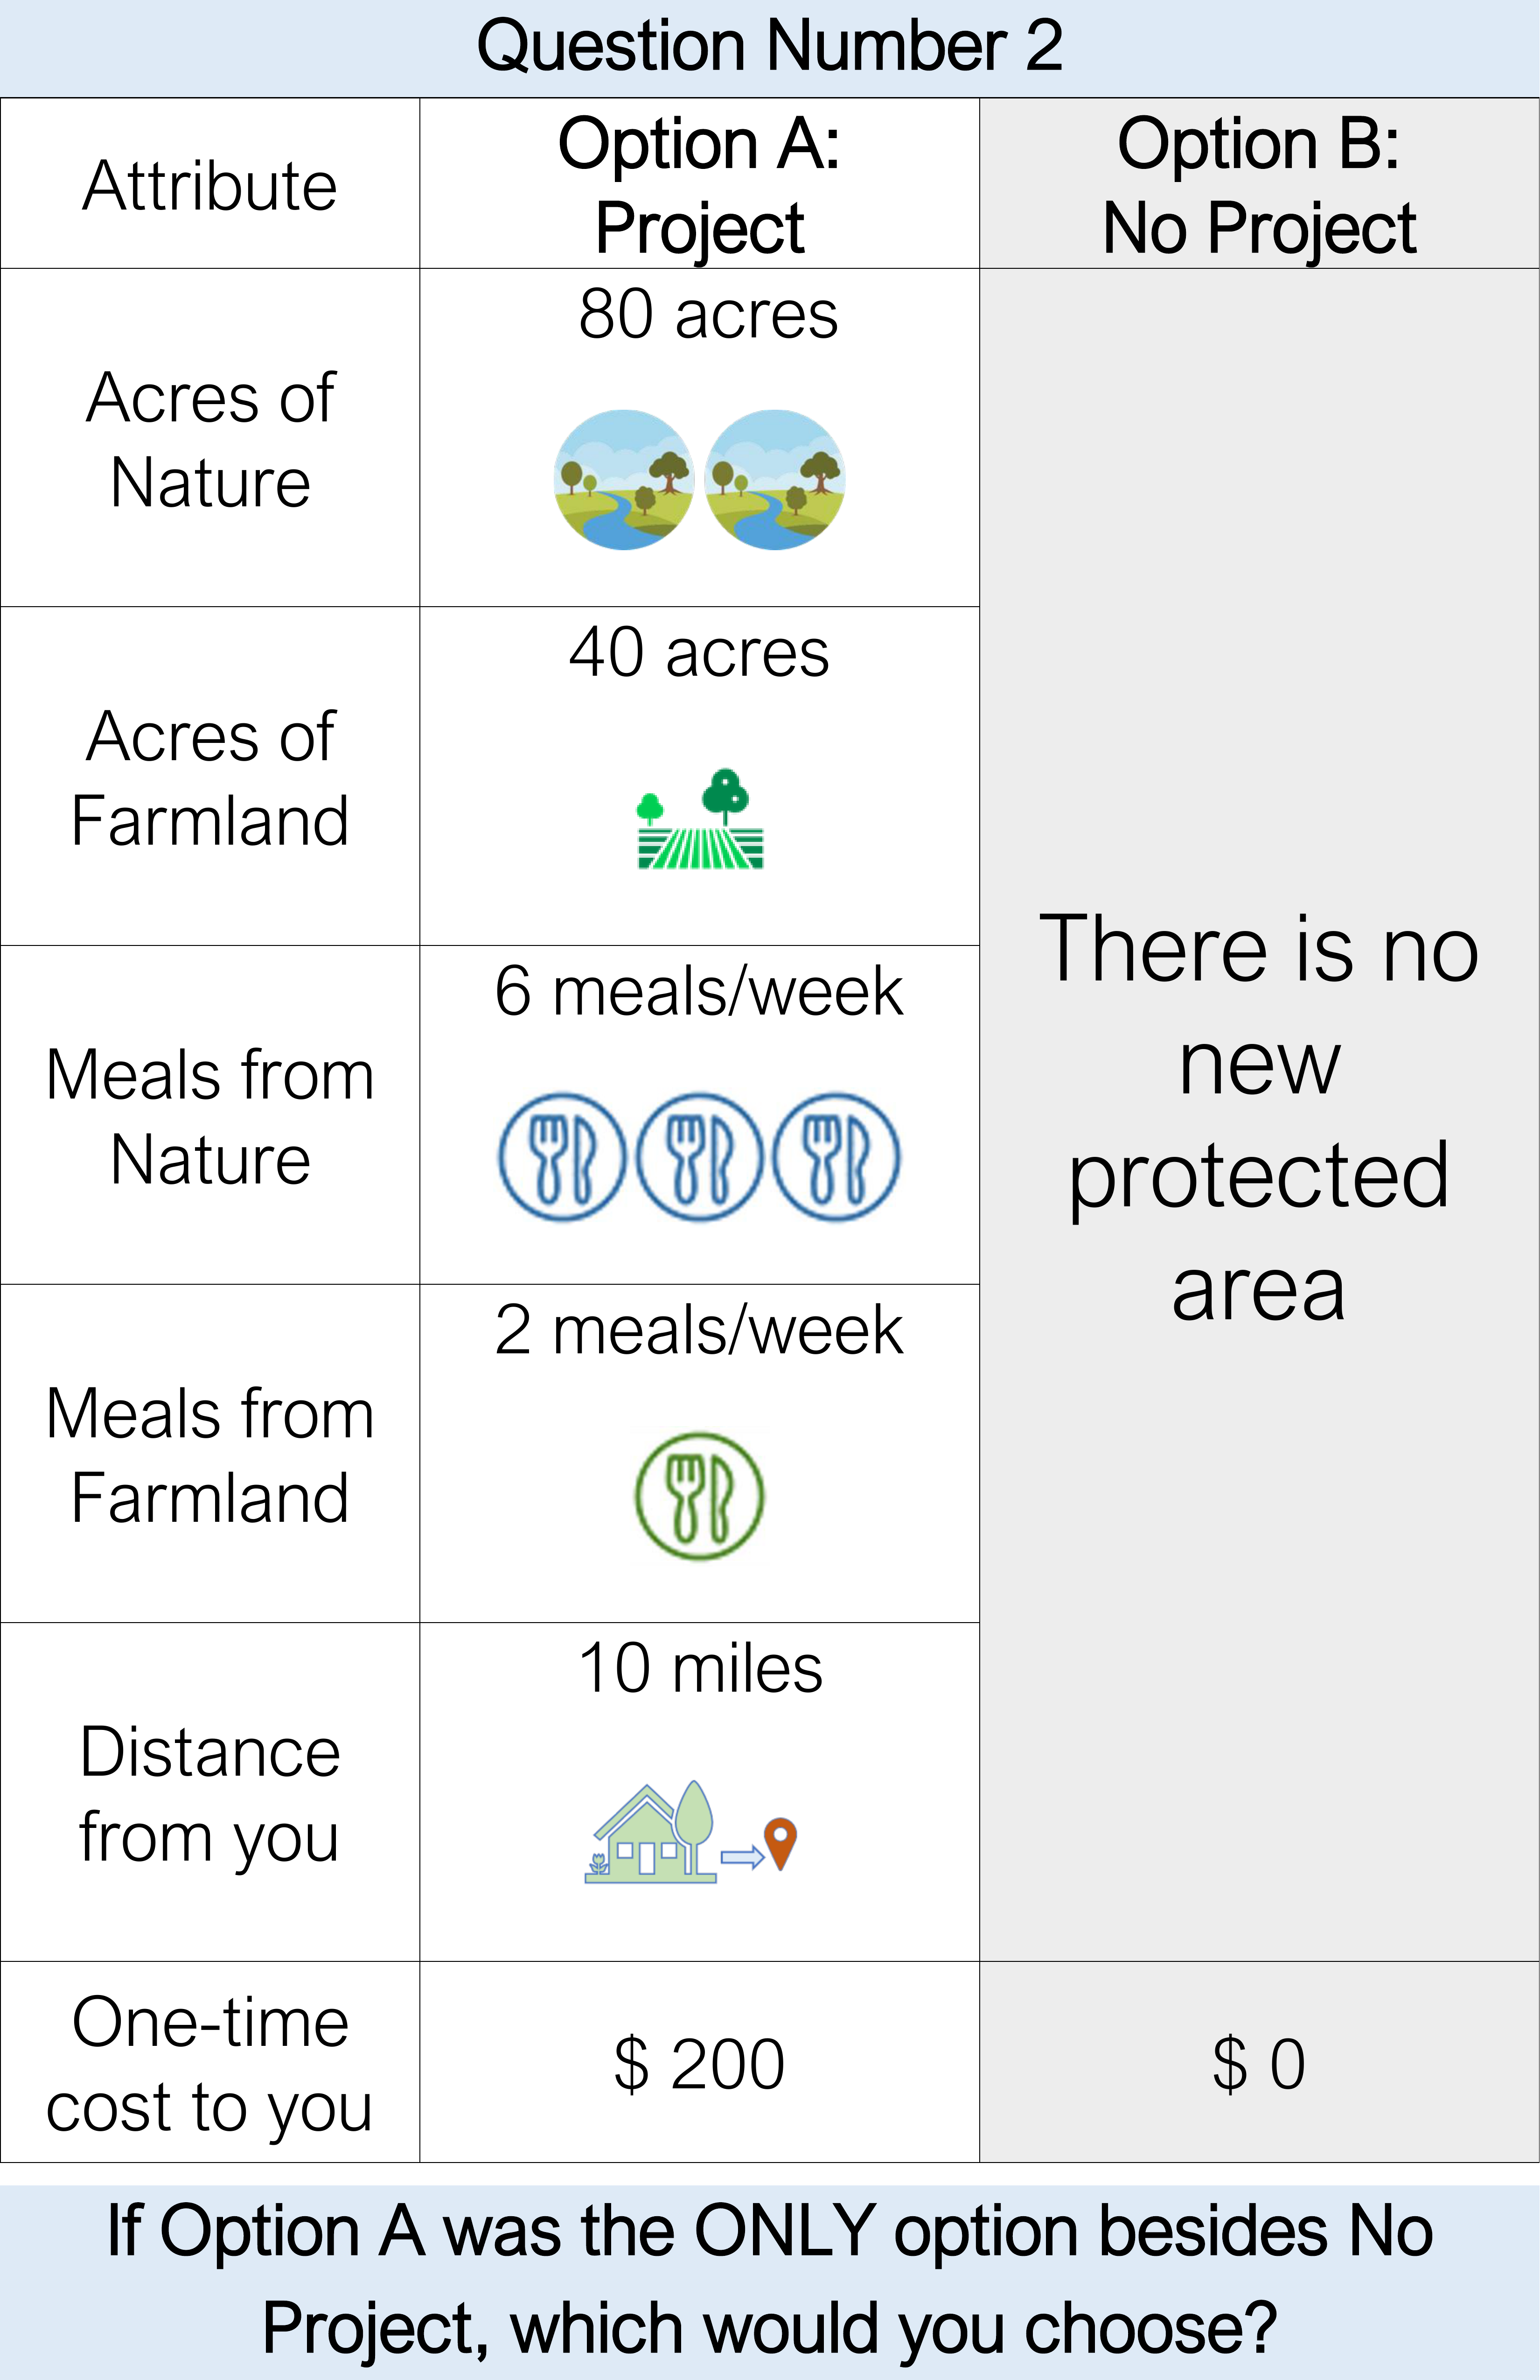 Question Number 2
Attribute
Option A:
Project
Option B:
No Project
Acres of
Nature
80 acres
Acres of
Farmland
40 acres
Meals from
Nature
6 meals/week
Meals from
Farmland
2 meals/week
Distance
from you
10 miles
There is no
new
protected
area
One-time
cost to you
$ 200
$ 0
If Option A was the ONLY option besides No
Project, which would you choose?